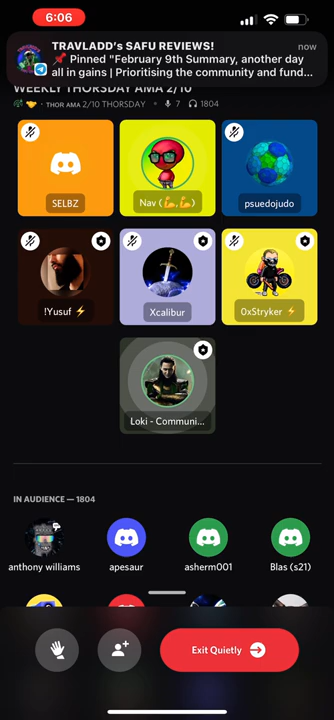 6:06
TRAVLADD's SAFU REVIEWS!
now
📌 Pinned "February 9th Summary, another day
all in gains | Prioritising the community and fund...
WEEKLY THORSDAY AMA 2/10
• THOR AMA 2/10 THORSDAY • 7 1804
SELBZ
Nav (💪,💪)
psuedojudo
!Yusuf ⚡
Xcalibur
0xStryker ⚡
Loki - Communi...
IN AUDIENCE — 1804
anthony williams
apesaur
asherm001
Blas (s21)
Exit Quietly